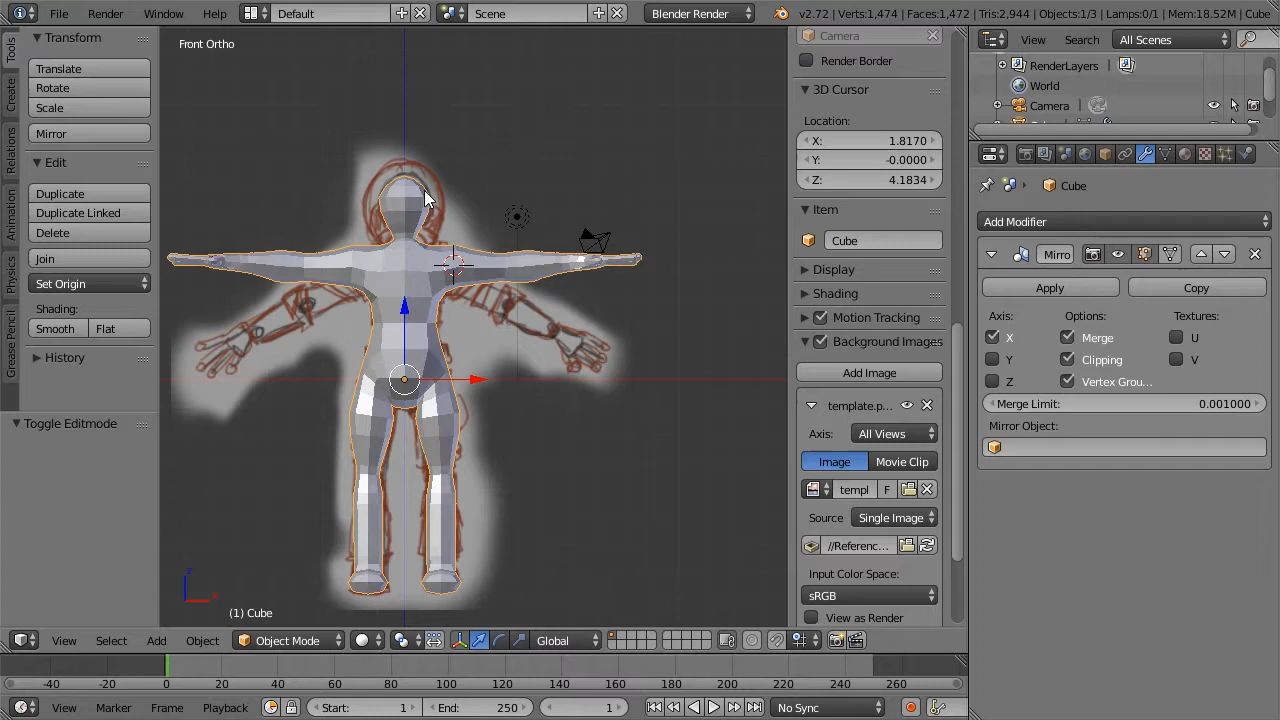 File Render Window Help Default Scene Blender Render v2.72 | Verts:1,474 | Faces:1,472 | Tris:2,944 | Objects:1/3 | Lamps:0/1 | Mem:18.52M | Cube
Tools
Create
Relations
Animation
Physics
Grease Pencil
Transform
Translate
Rotate
Scale
Mirror
Edit
Duplicate
Duplicate Linked
Delete
Join
Set Origin
Shading:
Smooth Flat
History
Toggle Editmode
Front Ortho
(1) Cube
Camera
Render Border
3D Cursor
Location:
X: 1.8170
Y: -0.0000
Z: 4.1834
Item
Cube
Display
Shading
Motion Tracking
Background Images
Add Image
template.p...
Axis: All Views
Image Movie Clip
templ F
Source Single Image
//Referenc...
Input Color Space:
sRGB
View as Render
View Search All Scenes
RenderLayers
World
Camera
Cube
Add Modifier
Mirro
Apply Copy
Axis: Options: Textures:
X Merge U
Y Clipping V
Z Vertex Grou...
Merge Limit: 0.001000
Mirror Object:
View Select Add Object Object Mode Global
-40 -20 0 20 40 60 80 100 120 140 160 180 200 220 240 260
View Marker Frame Playback Start: 1 End: 250 1 No Sync